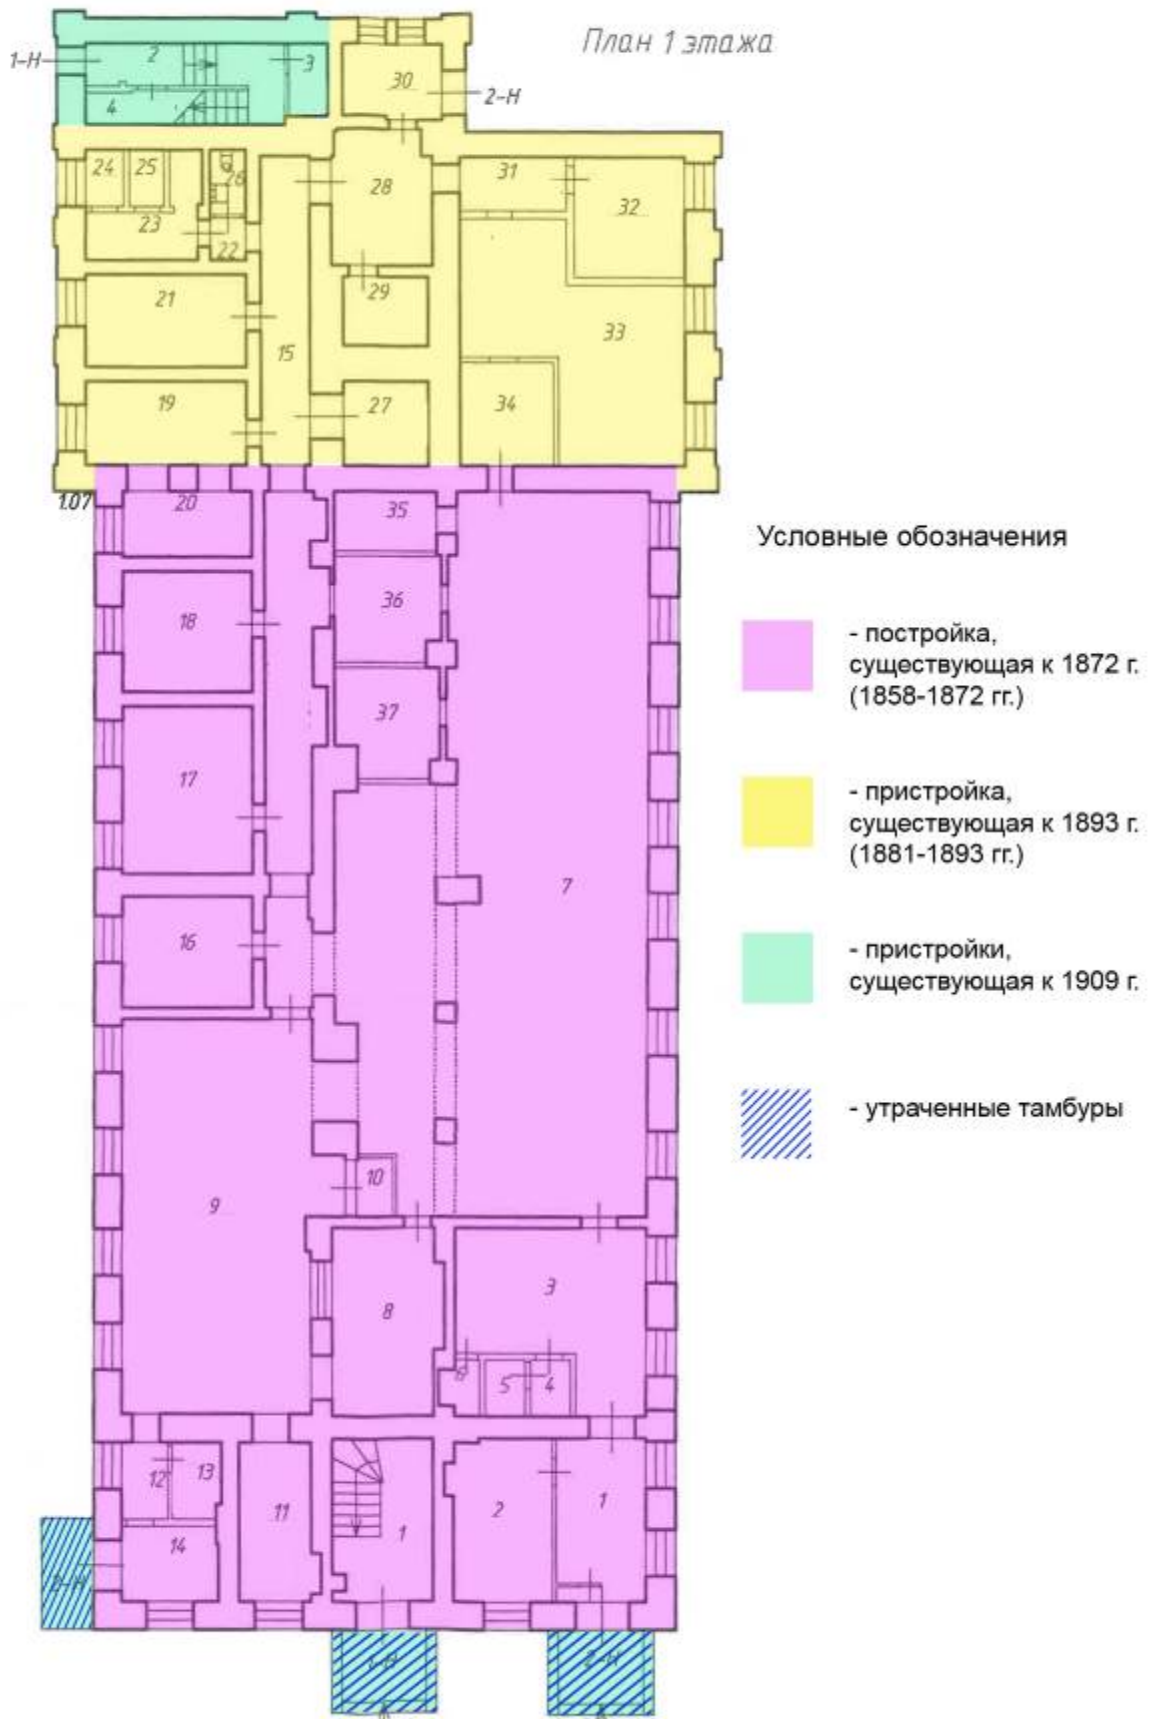 План 1 этажа
1-Н
2
3
4
30
2-Н
24
25
26
23
22
28
31
32
21
29
15
33
19
27
34
1.07
20
35
18
36
37
17
7
16
10
9
8
3
6
5
4
12
13
11
1
2
1
14
2-Н
1-Н
2-Н
Условные обозначения
- постройка,
существующая к 1872 г.
(1858-1872 гг.)
- пристройка,
существующая к 1893 г.
(1881-1893 гг.)
- пристройки,
существующая к 1909 г.
- утраченные тамбуры